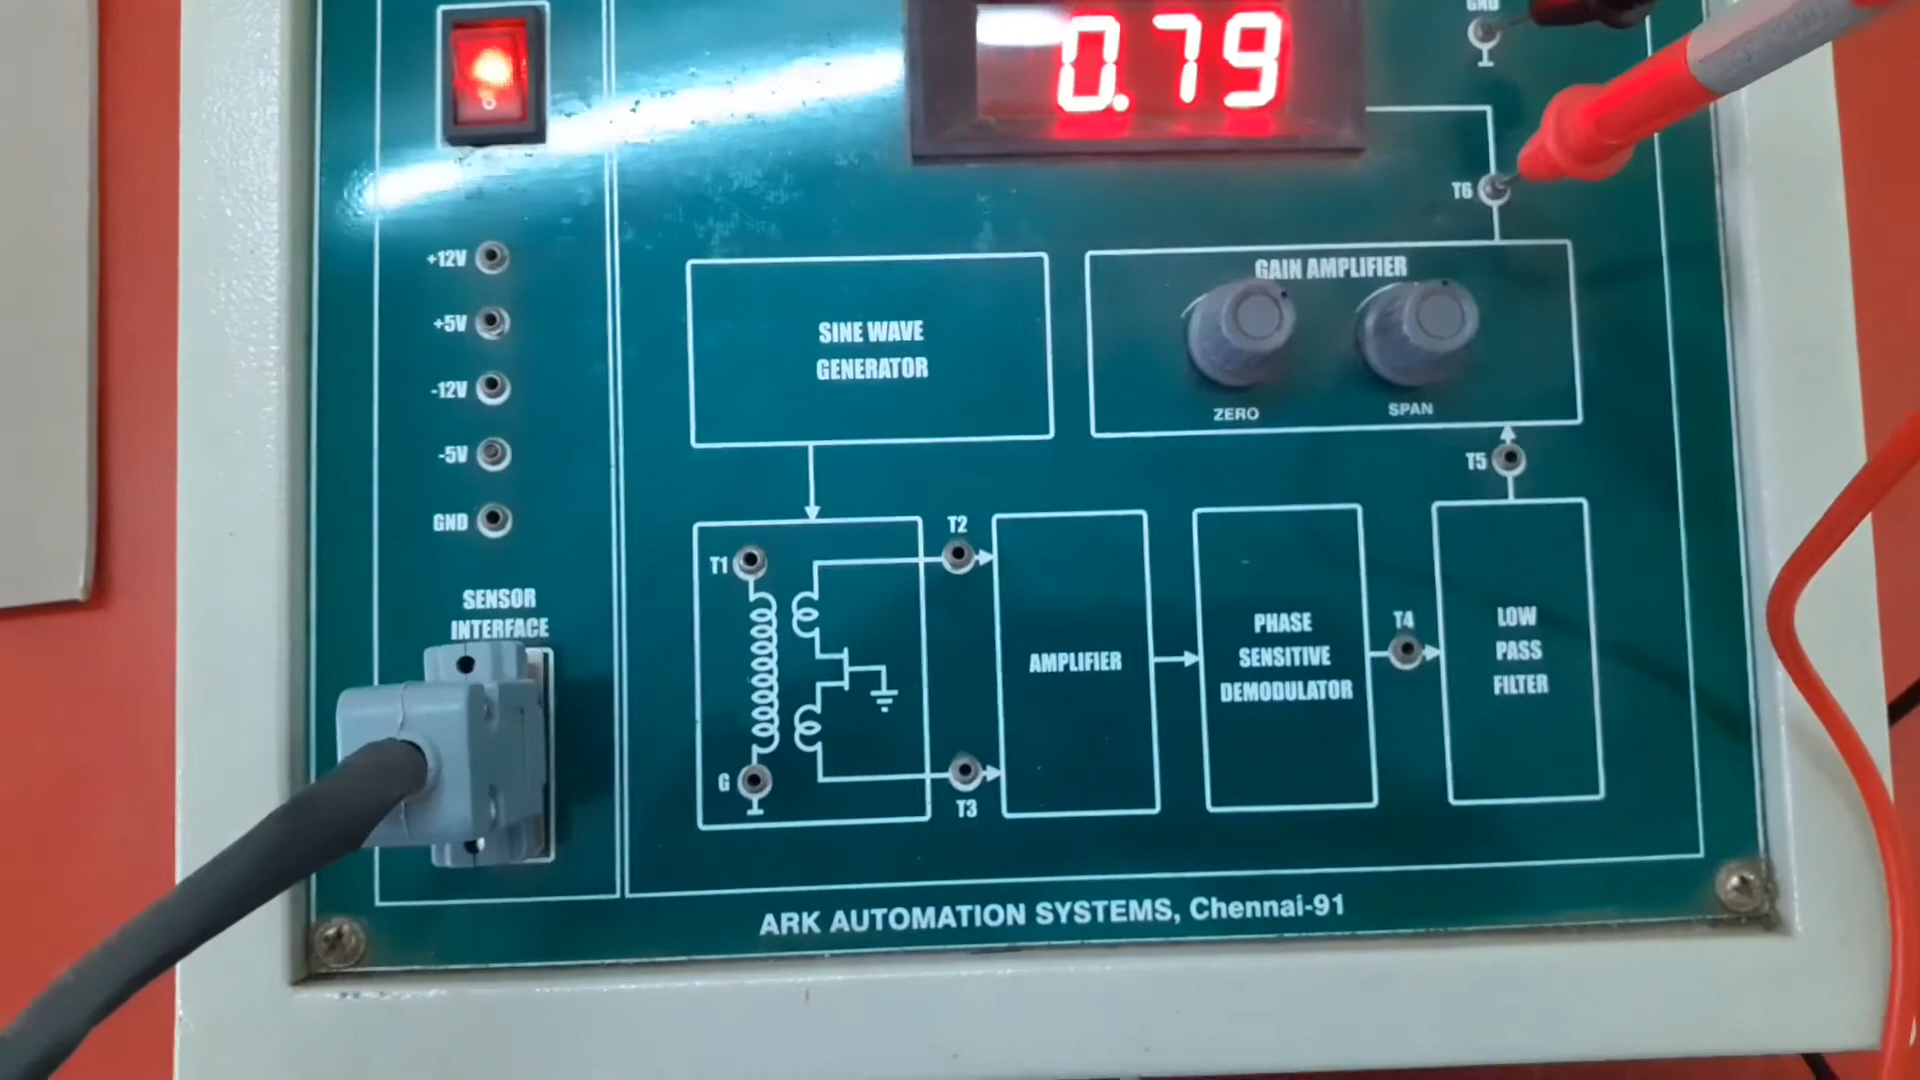 0.79
GND
T6
+12V
+5V
-12V
-5V
GND
SENSOR
INTERFACE
SINE WAVE
GENERATOR
GAIN AMPLIFIER
ZERO
SPAN
T5
T1
G
T2
T3
AMPLIFIER
PHASE
SENSITIVE
DEMODULATOR
T4
LOW
PASS
FILTER
ARK AUTOMATION SYSTEMS, Chennai-91